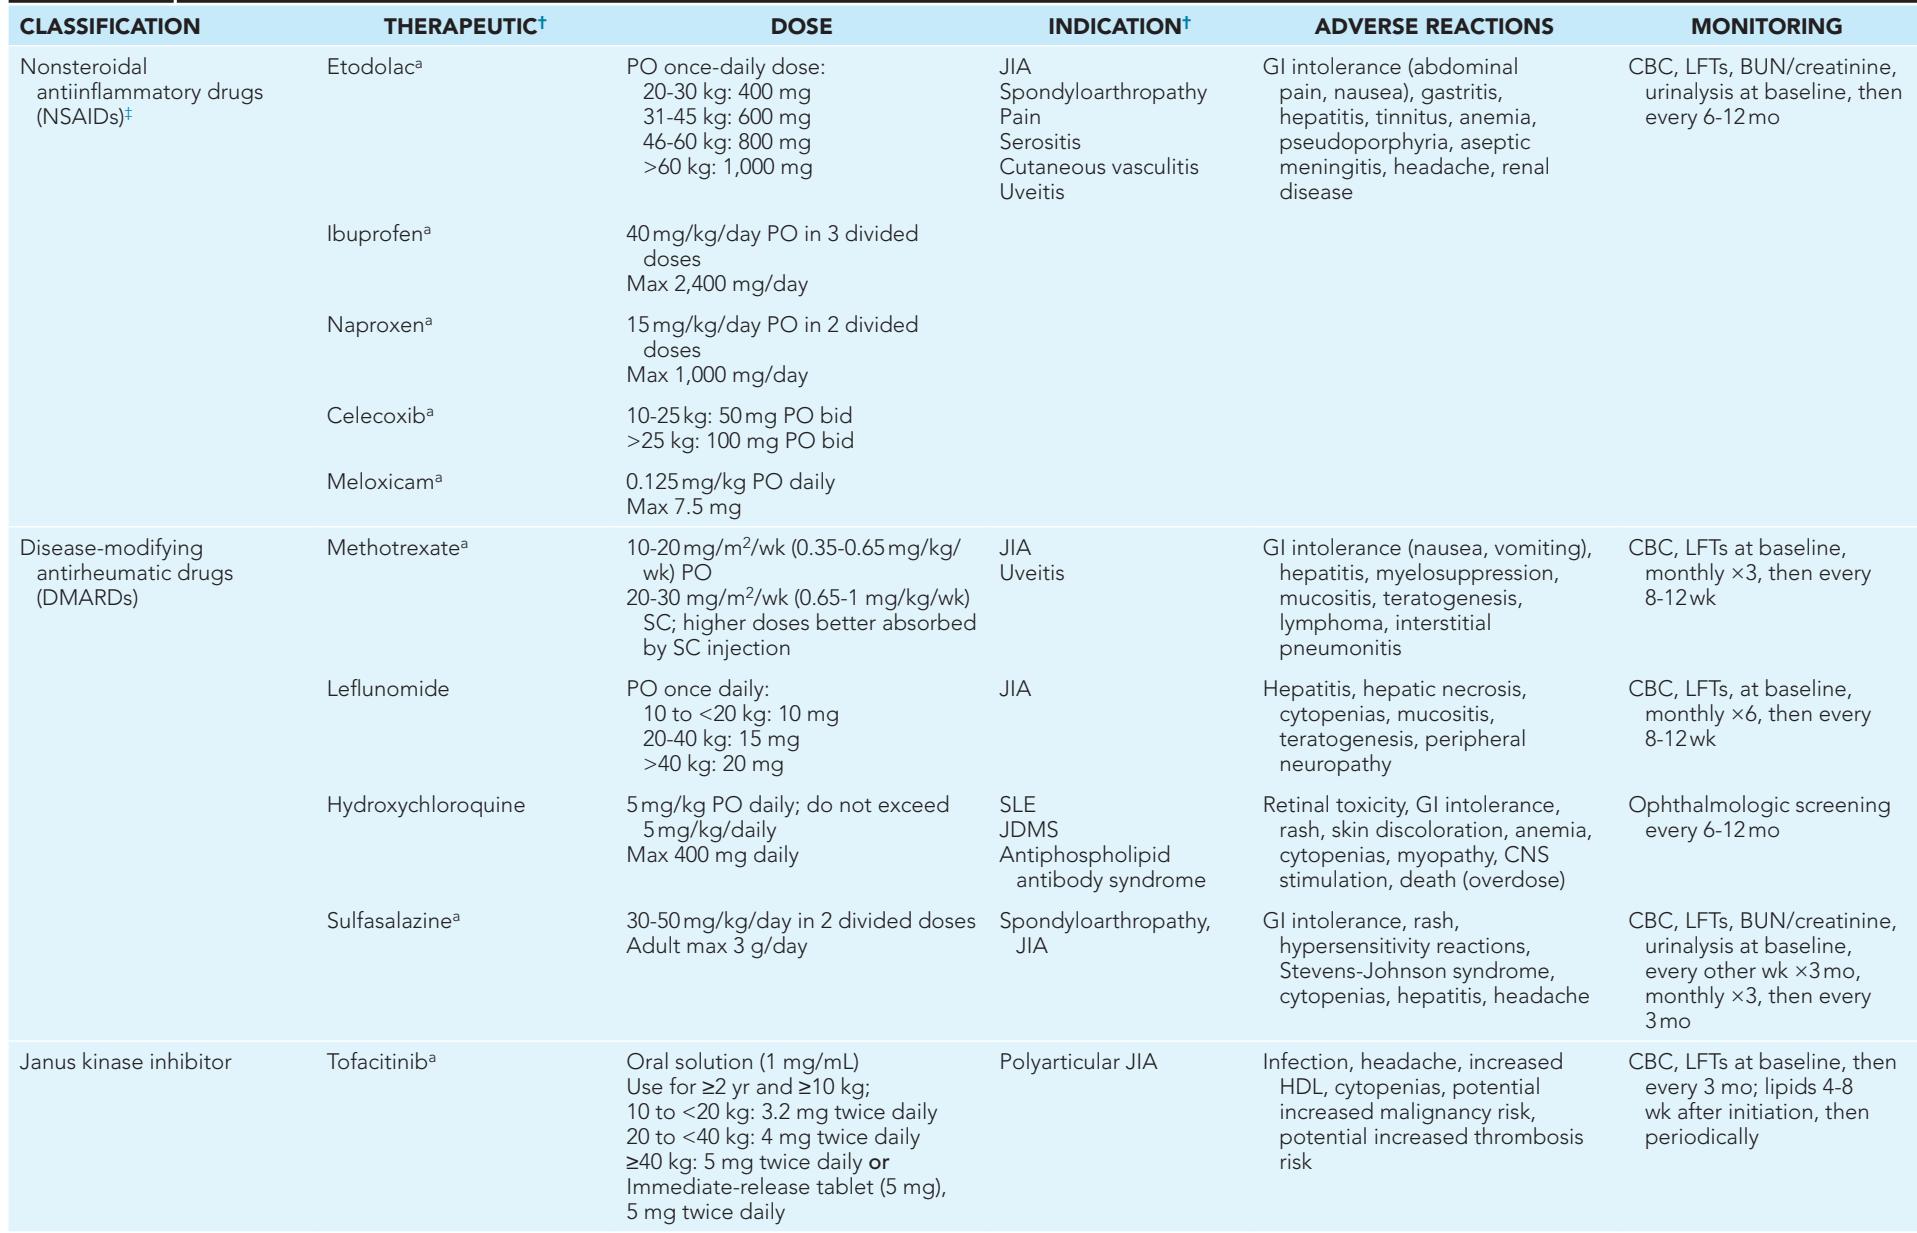 CLASSIFICATION THERAPEUTIC† DOSE INDICATION† ADVERSE REACTIONS MONITORING
Nonsteroidal
antiinflammatory drugs
(NSAIDs)‡
Etodolacᵃ
PO once-daily dose:
20-30 kg: 400 mg
31-45 kg: 600 mg
46-60 kg: 800 mg
>60 kg: 1,000 mg
JIA
Spondyloarthropathy
Pain
Serositis
Cutaneous vasculitis
Uveitis
GI intolerance (abdominal
pain, nausea), gastritis,
hepatitis, tinnitus, anemia,
pseudoporphyria, aseptic
meningitis, headache, renal
disease
CBC, LFTs, BUN/creatinine,
urinalysis at baseline, then
every 6-12 mo
Ibuprofenᵃ
40 mg/kg/day PO in 3 divided
doses
Max 2,400 mg/day
Naproxenᵃ
15 mg/kg/day PO in 2 divided
doses
Max 1,000 mg/day
Celecoxibᵃ
10-25 kg: 50 mg PO bid
>25 kg: 100 mg PO bid
Meloxicamᵃ
0.125 mg/kg PO daily
Max 7.5 mg
Disease-modifying
antirheumatic drugs
(DMARDs)
Methotrexateᵃ
10-20 mg/m²/wk (0.35-0.65 mg/kg/
wk) PO
20-30 mg/m²/wk (0.65-1 mg/kg/wk)
SC; higher doses better absorbed
by SC injection
JIA
Uveitis
GI intolerance (nausea, vomiting),
hepatitis, myelosuppression,
mucositis, teratogenesis,
lymphoma, interstitial
pneumonitis
CBC, LFTs at baseline,
monthly ×3, then every
8-12 wk
Leflunomide
PO once daily:
10 to <20 kg: 10 mg
20-40 kg: 15 mg
>40 kg: 20 mg
JIA
Hepatitis, hepatic necrosis,
cytopenias, mucositis,
teratogenesis, peripheral
neuropathy
CBC, LFTs, at baseline,
monthly ×6, then every
8-12 wk
Hydroxychloroquine
5 mg/kg PO daily; do not exceed
5 mg/kg/daily
Max 400 mg daily
SLE
JDMS
Antiphospholipid
antibody syndrome
Retinal toxicity, GI intolerance,
rash, skin discoloration, anemia,
cytopenias, myopathy, CNS
stimulation, death (overdose)
Ophthalmologic screening
every 6-12 mo
Sulfasalazineᵃ
30-50 mg/kg/day in 2 divided doses
Adult max 3 g/day
Spondyloarthropathy,
JIA
GI intolerance, rash,
hypersensitivity reactions,
Stevens-Johnson syndrome,
cytopenias, hepatitis, headache
CBC, LFTs, BUN/creatinine,
urinalysis at baseline,
every other wk ×3 mo,
monthly ×3, then every
3 mo
Janus kinase inhibitor
Tofacitinibᵃ
Oral solution (1 mg/mL)
Use for ≥2 yr and ≥10 kg;
10 to <20 kg: 3.2 mg twice daily
20 to <40 kg: 4 mg twice daily
≥40 kg: 5 mg twice daily or
Immediate-release tablet (5 mg),
5 mg twice daily
Polyarticular JIA
Infection, headache, increased
HDL, cytopenias, potential
increased malignancy risk,
potential increased thrombosis
risk
CBC, LFTs at baseline, then
every 3 mo; lipids 4-8
wk after initiation, then
periodically